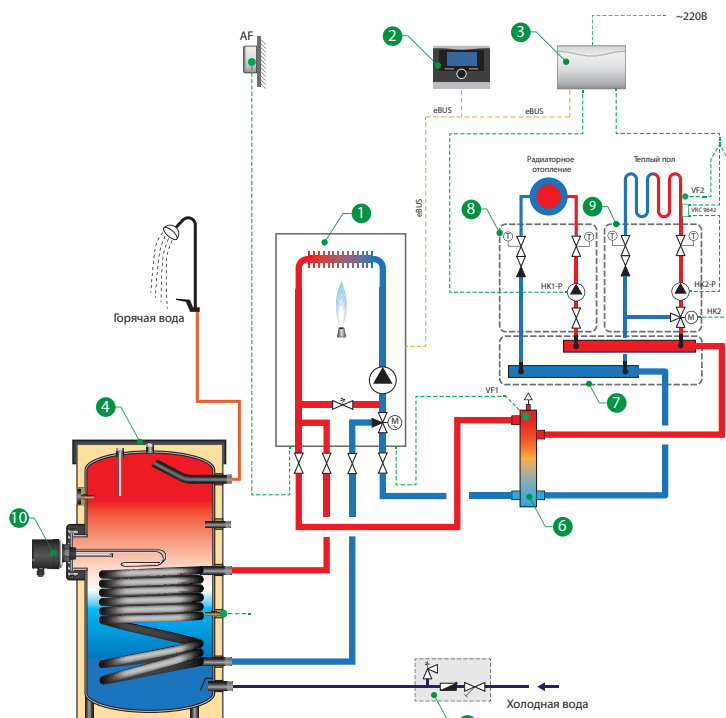 ~220В
AF
2
3
eBUS
eBUS
eBUS
Радиаторное
отопление
Теплый пол
VF2
VRC 9642
8
9
T
T
T
T
1
HK1-P
HK2-P
HK2
M
Горячая вода
VF1
7
M
4
6
10
Холодная вода